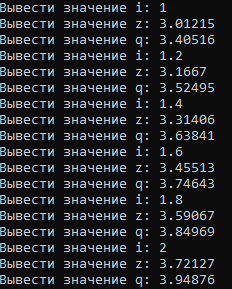 Вывести значение i: 1
Вывести значение z: 3.01215
Вывести значение q: 3.40516
Вывести значение i: 1.2
Вывести значение z: 3.1667
Вывести значение q: 3.52495
Вывести значение i: 1.4
Вывести значение z: 3.31406
Вывести значение q: 3.63841
Вывести значение i: 1.6
Вывести значение z: 3.45513
Вывести значение q: 3.74643
Вывести значение i: 1.8
Вывести значение z: 3.59067
Вывести значение q: 3.84969
Вывести значение i: 2
Вывести значение z: 3.72127
Вывести значение q: 3.94876